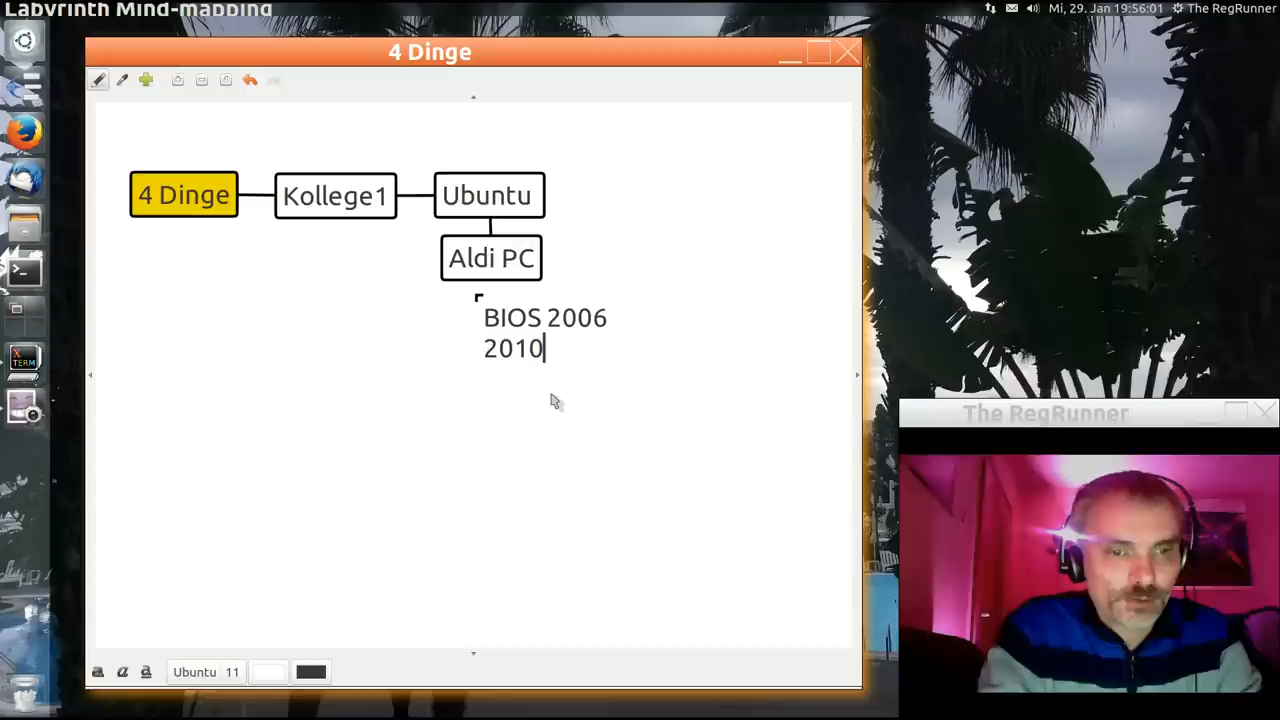 Labyrinth Mind-mapping
Mi, 29. Jan 19:56:01 The RegRunner
4 Dinge
4 Dinge
Kollege1
Ubuntu
Aldi PC
BIOS 2006
2010
The RegRunner
X
TERM
a a a Ubuntu 11